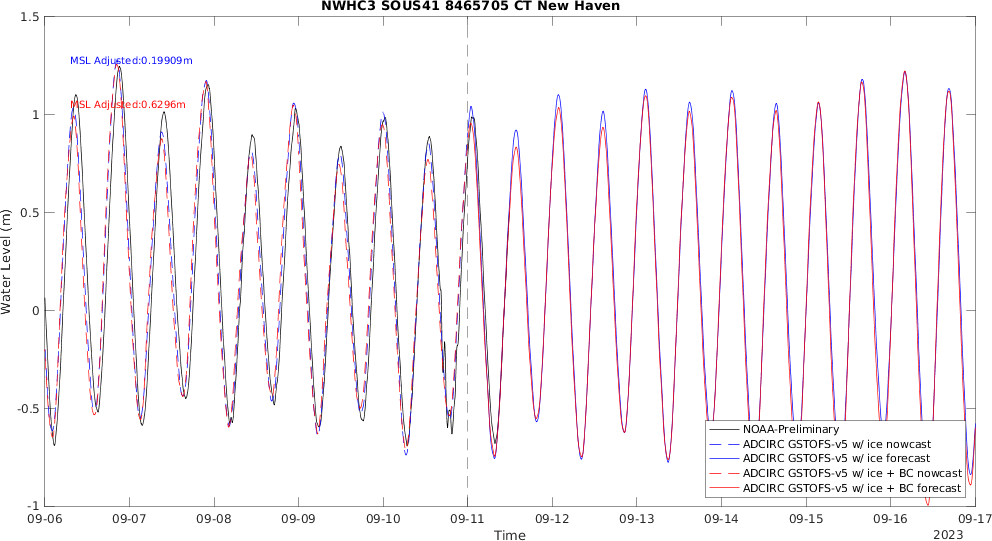 NWHC3 SOUS41 8465705 CT New Haven
1.5
MSL Adjusted:0.19909m
MSL Adjusted:0.6296m
1
0.5
Water Level (m)
0
-0.5
-1
NOAA-Preliminary
ADCIRC GSTOFS-v5 w/ ice nowcast
ADCIRC GSTOFS-v5 w/ ice forecast
ADCIRC GSTOFS-v5 w/ ice + BC nowcast
ADCIRC GSTOFS-v5 w/ ice + BC forecast
09-06 09-07 09-08 09-09 09-10 09-11 09-12 09-13 09-14 09-15 09-16 09-17
Time
2023